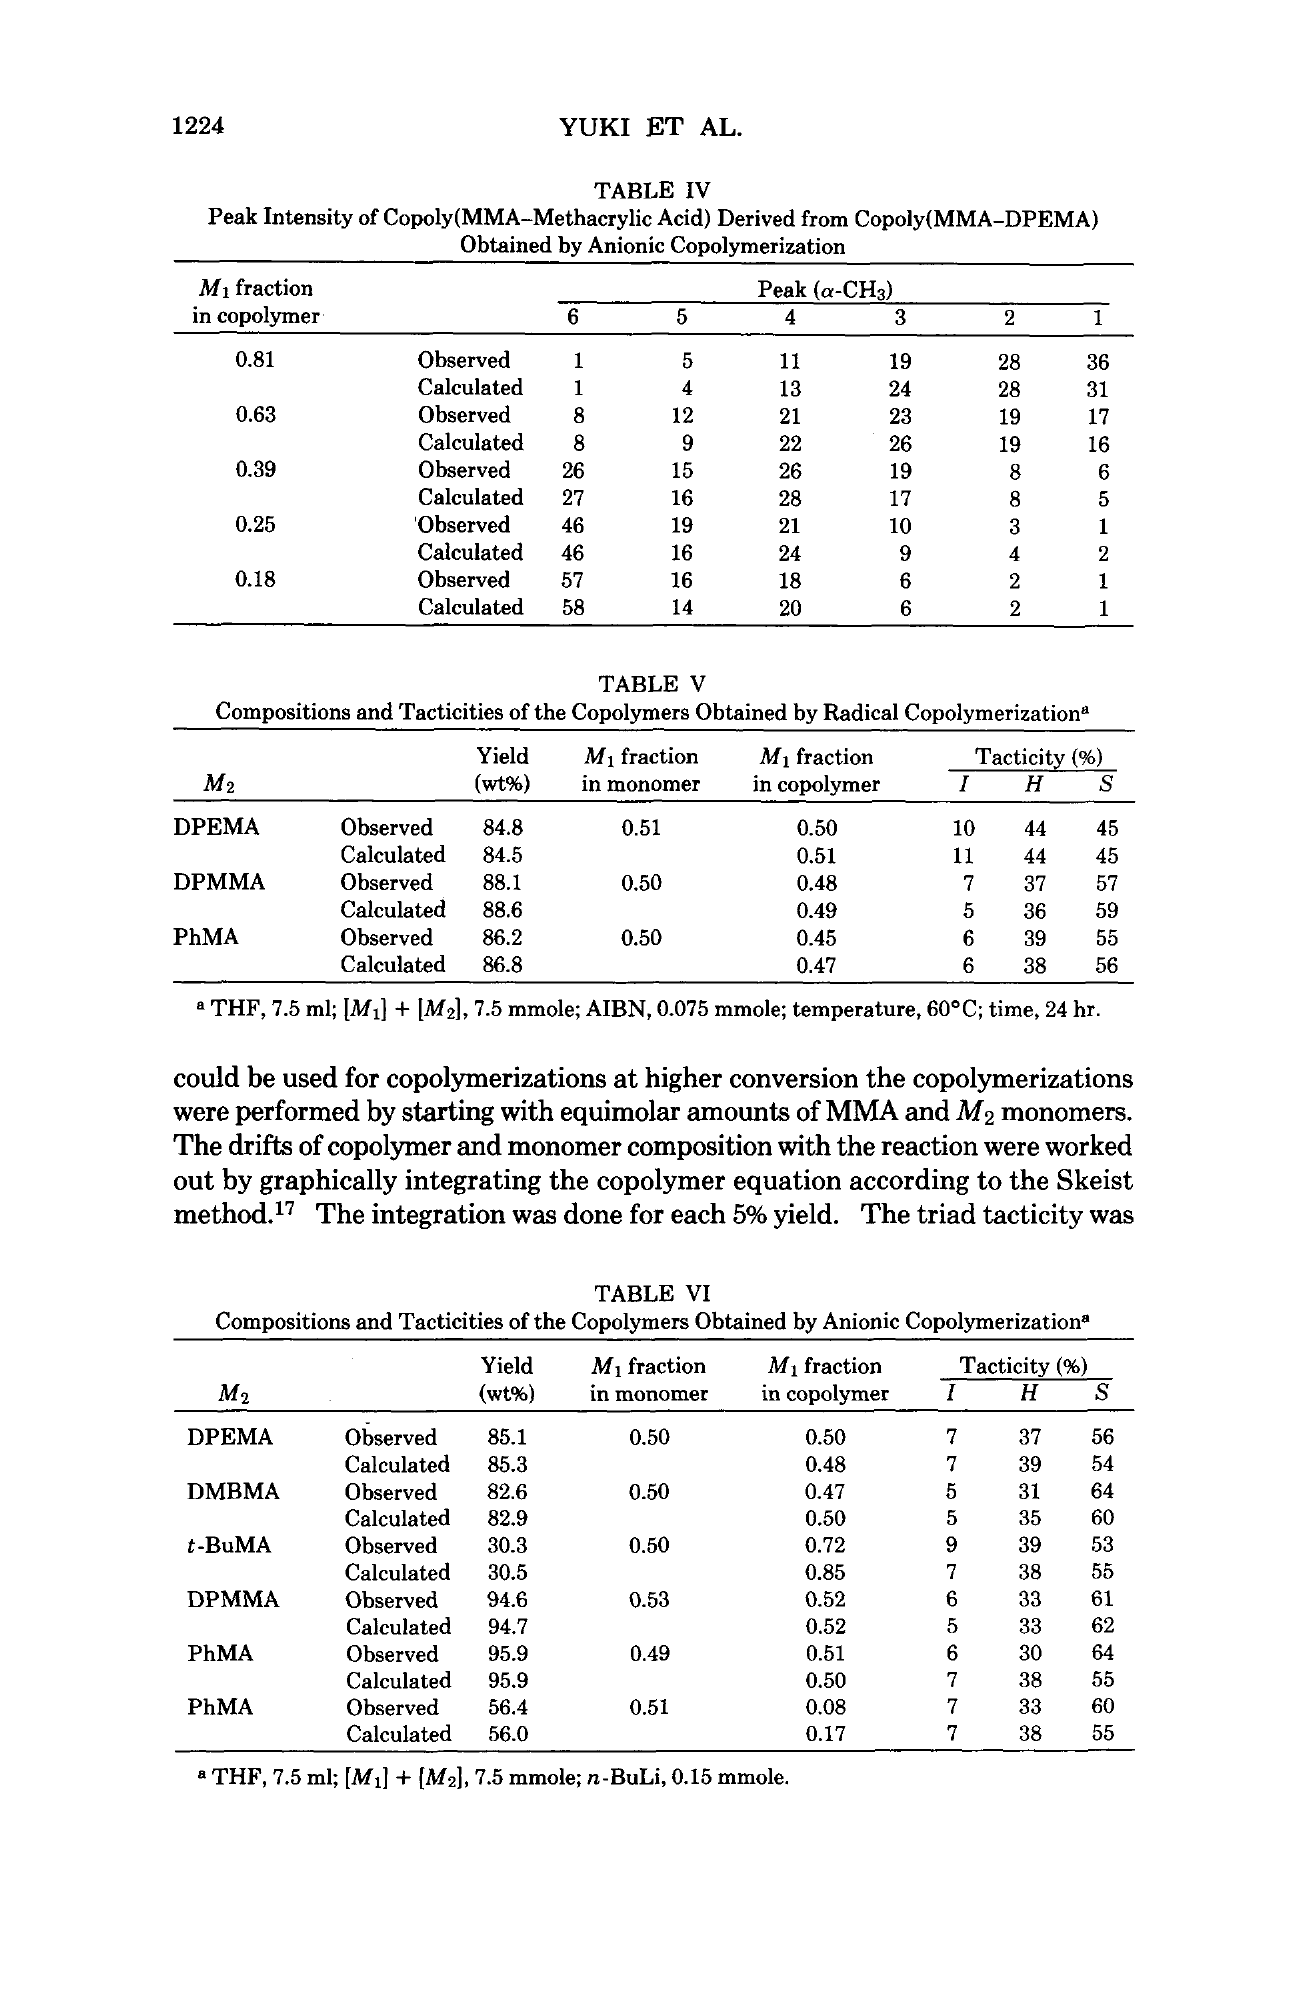 1224 YUKI ET AL.
TABLE IV
Peak Intensity of Copoly(MMA–Methacrylic Acid) Derived from Copoly(MMA–DPEMA)
Obtained by Anionic Copolymerization
M1 fraction Peak (α-CH3)
in copolymer 6 5 4 3 2 1
0.81 Observed 1 5 11 19 28 36
Calculated 1 4 13 24 28 31
0.63 Observed 8 12 21 23 19 17
Calculated 8 9 22 26 19 16
0.39 Observed 26 15 26 19 8 6
Calculated 27 16 28 17 8 5
0.25 Observed 46 19 21 10 3 1
Calculated 46 16 24 9 4 2
0.18 Observed 57 16 18 6 2 1
Calculated 58 14 20 6 2 1
TABLE V
Compositions and Tacticities of the Copolymers Obtained by Radical Copolymerizationa
Yield M1 fraction M1 fraction Tacticity (%)
M2 (wt%) in monomer in copolymer I H S
DPEMA Observed 84.8 0.51 0.50 10 44 45
Calculated 84.5 0.51 11 44 45
DPMMA Observed 88.1 0.50 0.48 7 37 57
Calculated 88.6 0.49 5 36 59
PhMA Observed 86.2 0.50 0.45 6 39 55
Calculated 86.8 0.47 6 38 56
a THF, 7.5 ml; [M1] + [M2], 7.5 mmole; AIBN, 0.075 mmole; temperature, 60°C; time, 24 hr.
could be used for copolymerizations at higher conversion the copolymerizations
were performed by starting with equimolar amounts of MMA and M2 monomers.
The drifts of copolymer and monomer composition with the reaction were worked
out by graphically integrating the copolymer equation according to the Skeist
method.17 The integration was done for each 5% yield. The triad tacticity was
TABLE VI
Compositions and Tacticities of the Copolymers Obtained by Anionic Copolymerizationa
Yield M1 fraction M1 fraction Tacticity (%)
M2 (wt%) in monomer in copolymer I H S
DPEMA Observed 85.1 0.50 0.50 7 37 56
Calculated 85.3 0.48 7 39 54
DMBMA Observed 82.6 0.50 0.47 5 31 64
Calculated 82.9 0.50 5 35 60
t-BuMA Observed 30.3 0.50 0.72 9 39 53
Calculated 30.5 0.85 7 38 55
DPMMA Observed 94.6 0.53 0.52 6 33 61
Calculated 94.7 0.52 5 33 62
PhMA Observed 95.9 0.49 0.51 6 30 64
Calculated 95.9 0.50 7 38 55
PhMA Observed 56.4 0.51 0.08 7 33 60
Calculated 56.0 0.17 7 38 55
a THF, 7.5 ml; [M1] + [M2], 7.5 mmole; n-BuLi, 0.15 mmole.